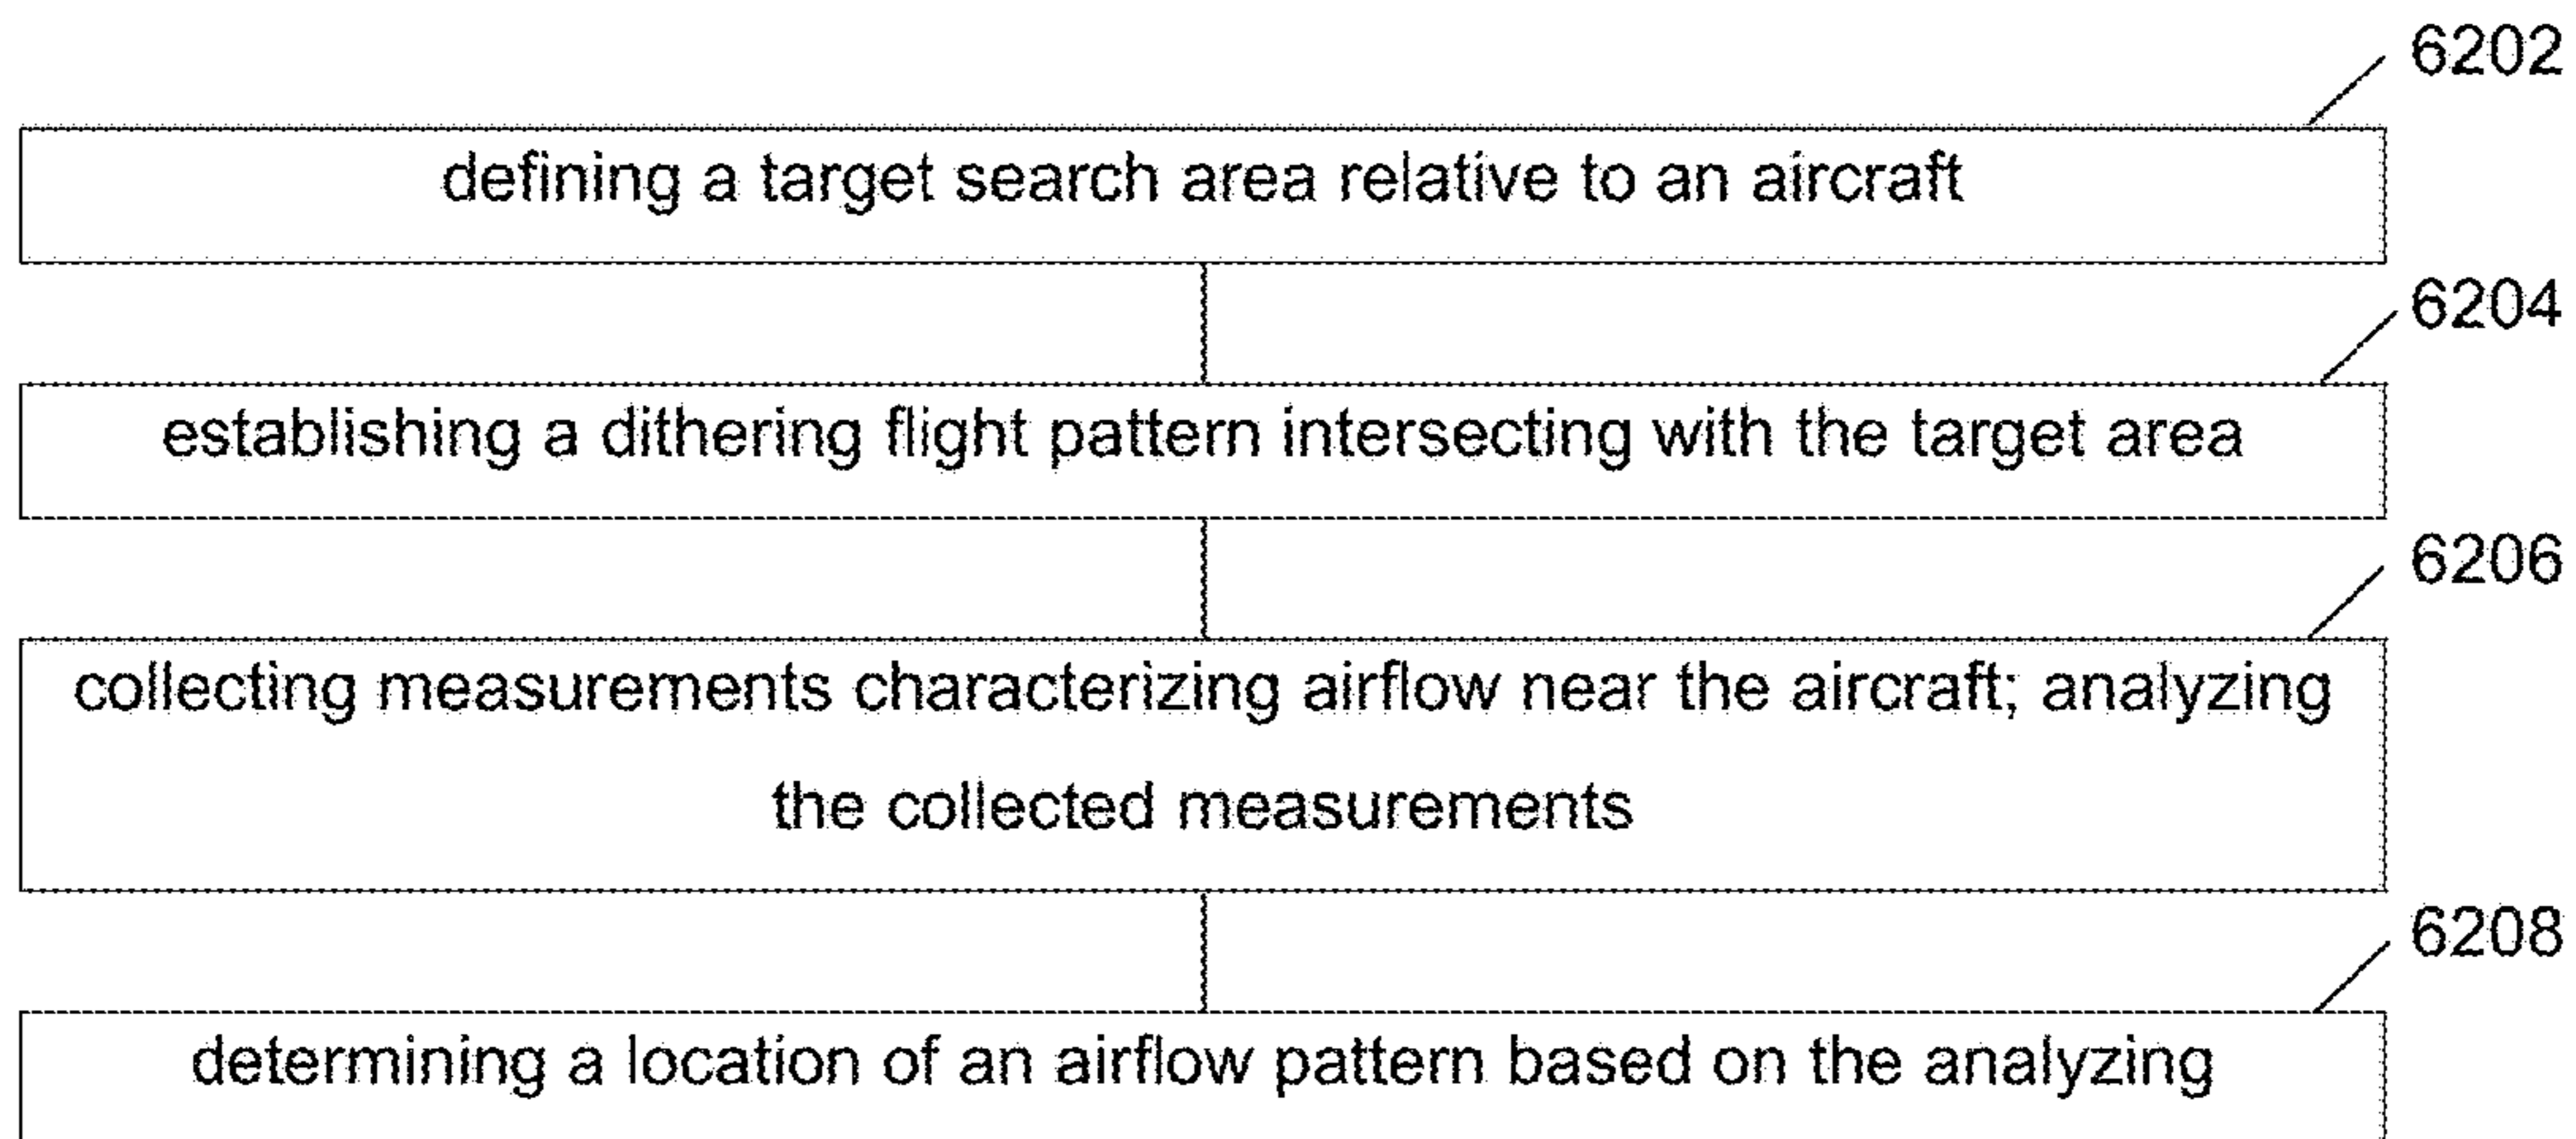 6202
defining a target search area relative to an aircraft
6204
establishing a dithering flight pattern intersecting with the target area
6206
collecting measurements characterizing airflow near the aircraft; analyzing
the collected measurements
6208
determining a location of an airflow pattern based on the analyzing